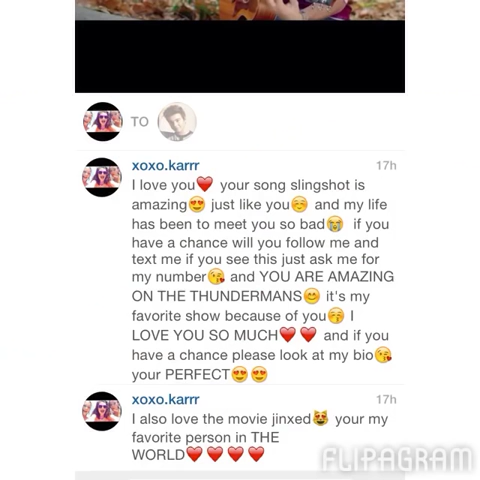 TO
xoxo.karrr 17h
I love you❤️ your song slingshot is
amazing😍 just like you☺️ and my life
has been to meet you so bad😭 if you
have a chance will you follow me and
text me if you see this just ask me for
my number😘 and YOU ARE AMAZING
ON THE THUNDERMANS😊 it's my
favorite show because of you😚 I
LOVE YOU SO MUCH❤️❤️ and if you
have a chance please look at my bio😘
your PERFECT😍😍
xoxo.karrr 17h
I also love the movie jinxed😻 your my
favorite person in THE
WORLD❤️❤️❤️❤️
FLIPAGRAM